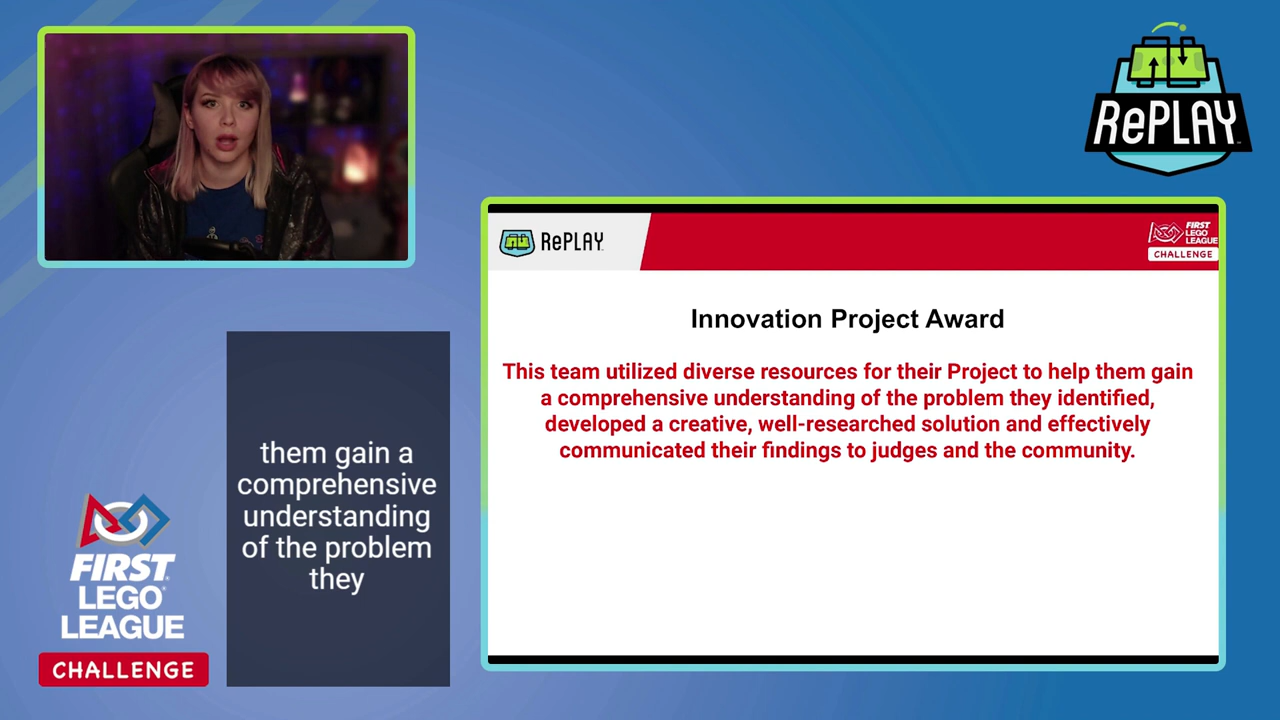 RePLAY
RePLAY
FIRST
LEGO
LEAGUE
CHALLENGE
Innovation Project Award
This team utilized diverse resources for their Project to help them gain
a comprehensive understanding of the problem they identified,
developed a creative, well-researched solution and effectively
communicated their findings to judges and the community.
them gain a
comprehensive
understanding
of the problem
they
FIRST
LEGO
LEAGUE
CHALLENGE